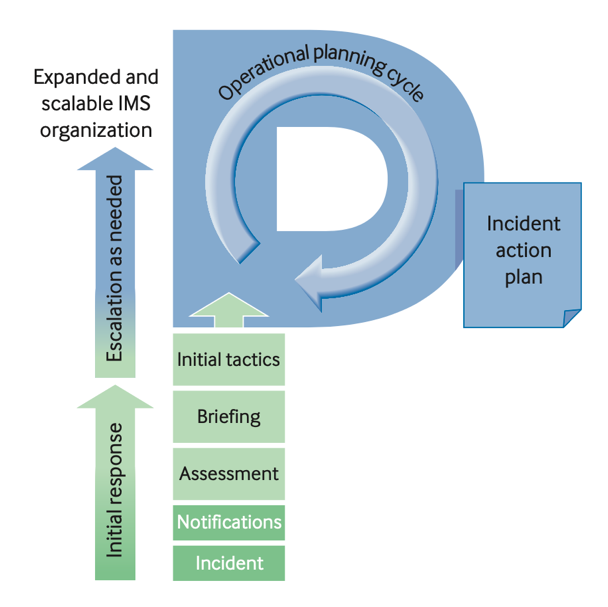 Operational planning cycle
Expanded and
scalable IMS
organization
Escalation as needed
Incident
action
plan
Initial tactics
Briefing
Assessment
Notifications
Incident
Initial response